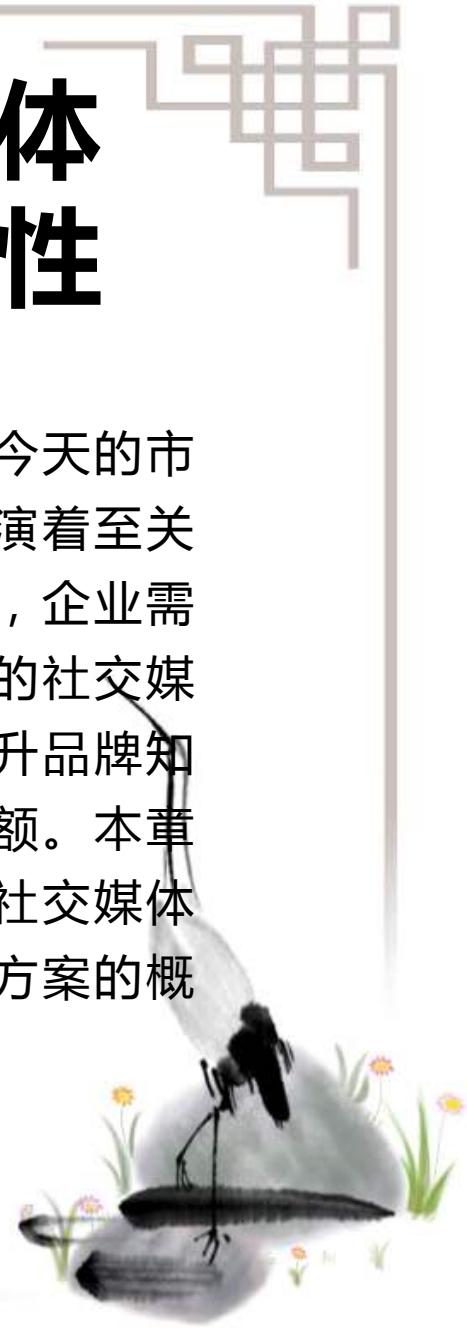 体
性
今天的市
演着至关
，企业需
的社交媒
升品牌知
额。本章
社交媒体
方案的概